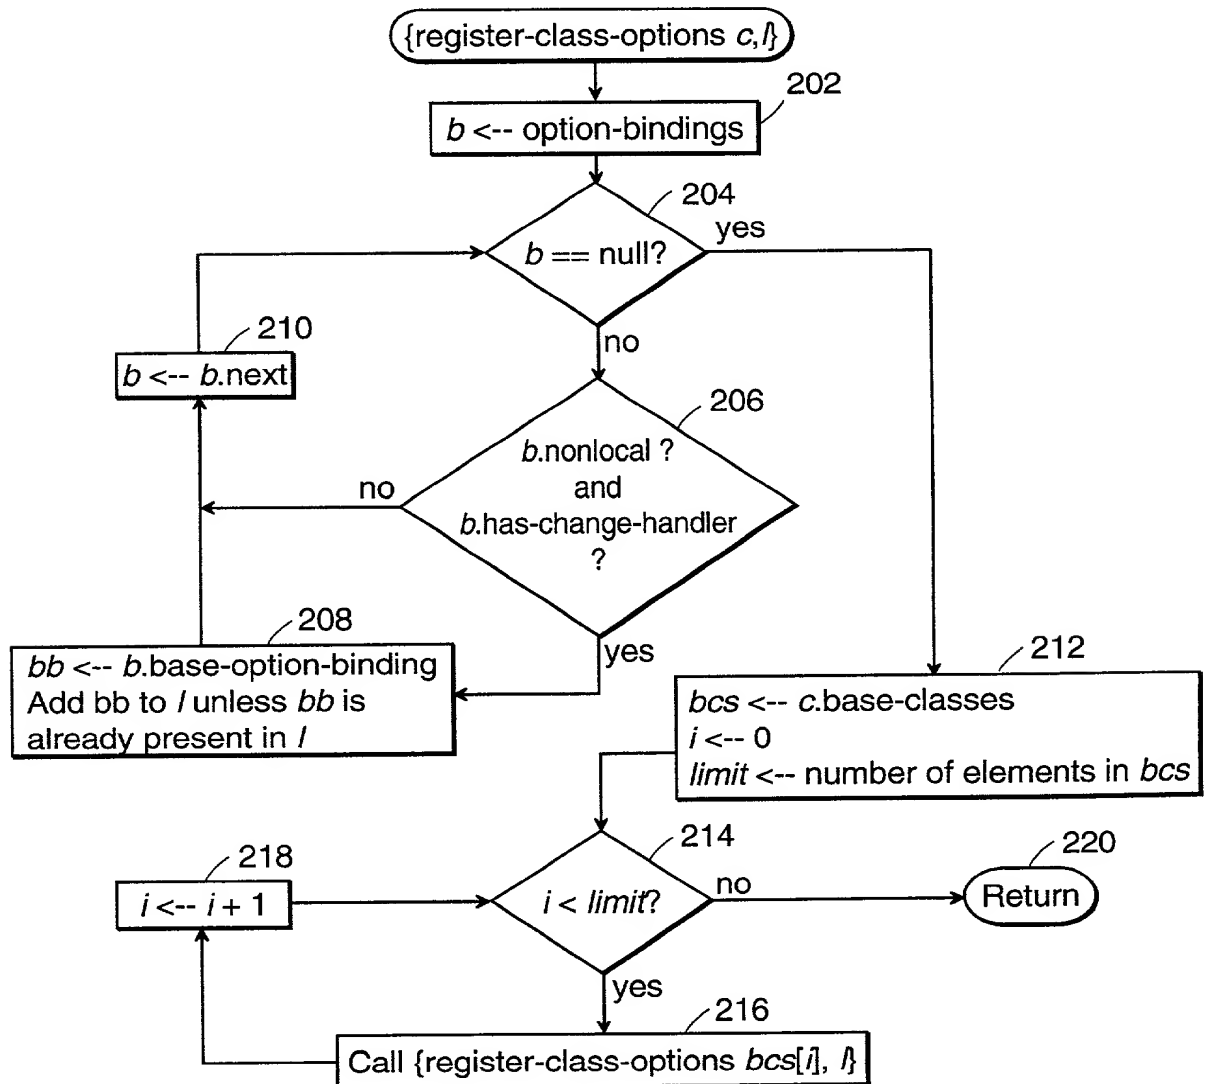 {register-class-options c,l}
202
b <-- option-bindings
204
yes
b == null?
no
210
b <-- b.next
206
b.nonlocal ?
and
b.has-change-handler
?
no
yes
208
bb <-- b.base-option-binding
Add bb to l unless bb is
already present in l
212
bcs <-- c.base-classes
i <-- 0
limit <-- number of elements in bcs
214
i < limit?
no
yes
218
i <-- i + 1
220
Return
216
Call {register-class-options bcs[i], l}